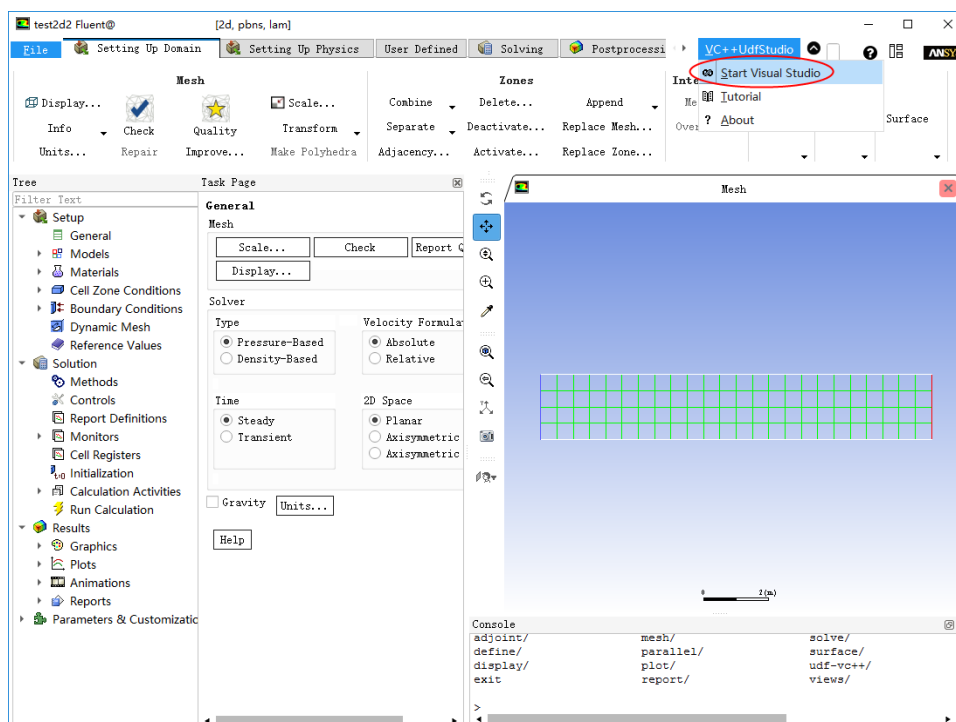 test2d2 Fluent@ [2d, pbns, lam]
File Setting Up Domain Setting Up Physics User Defined Solving Postprocessi VC++UdfStudio ANSY
Start Visual Studio
Tutorial
? About
Mesh Zones Inte
Display... Scale... Combine Delete... Append Me
Info Check Quality Transform Separate Deactivate... Replace Mesh... Over Surface
Units... Repair Improve... Make Polyhedra Adjacency... Activate... Replace Zone...
Tree
Filter Text
Setup
General
Models
Materials
Cell Zone Conditions
Boundary Conditions
Dynamic Mesh
Reference Values
Solution
Methods
Controls
Report Definitions
Monitors
Cell Registers
Initialization
Calculation Activities
Run Calculation
Results
Graphics
Plots
Animations
Reports
Parameters & Customizatic
Task Page
General
Mesh
Scale... Check Report Q
Display...
Solver
Type Velocity Formula
Pressure-Based Absolute
Density-Based Relative
Time 2D Space
Steady Planar
Transient Axisymmetric
Axisymmetric
Gravity Units...
Help
Mesh
0 2 (m)
Console
adjoint/ mesh/ solve/
define/ parallel/ surface/
display/ plot/ udf-vc++/
exit report/ views/
>